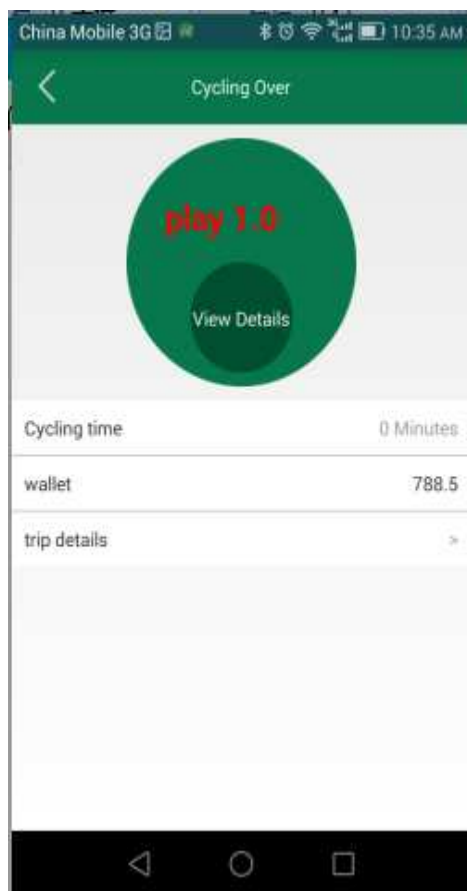 China Mobile 3G 10:35 AM
Cycling Over
play 1.0
View Details
Cycling time 0 Minutes
wallet 788.5
trip details >